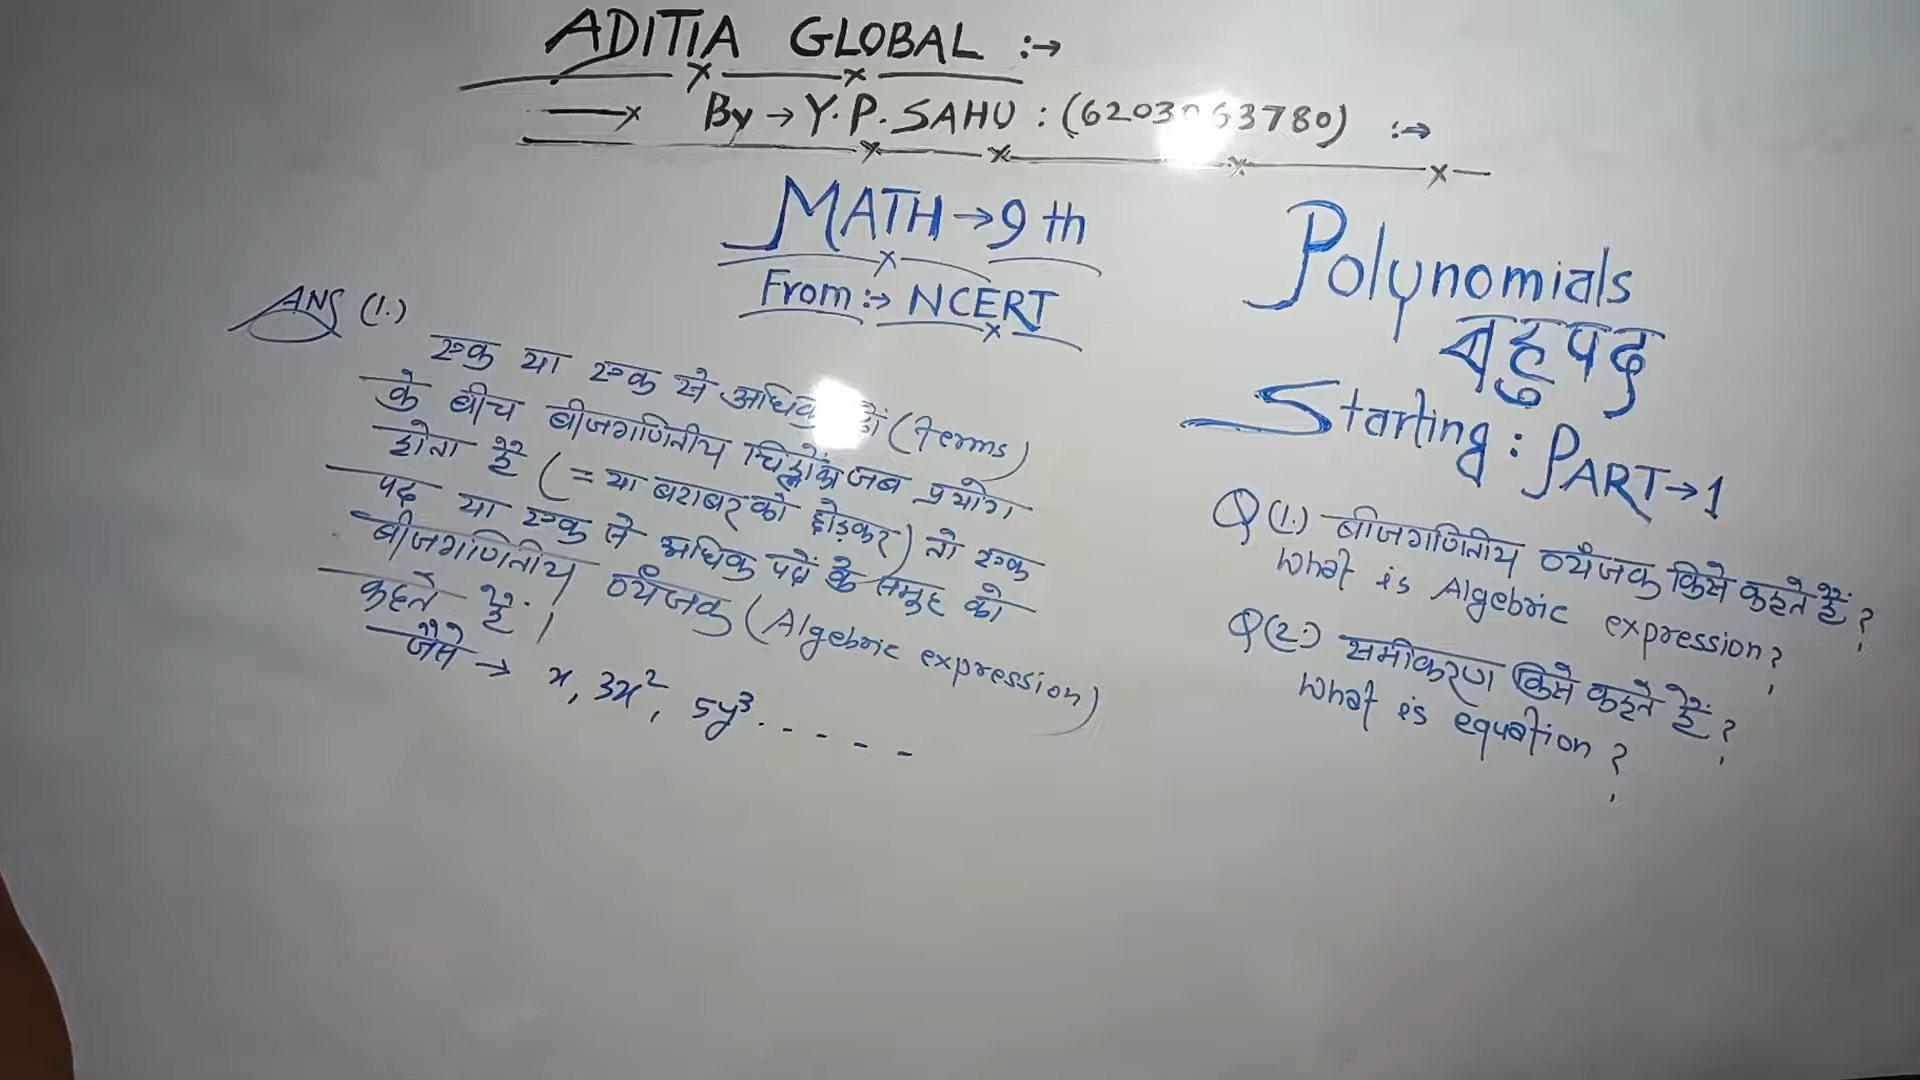 ADITIA GLOBAL :→
By → Y.P. SAHU : (6203 63780) :→
MATH → 9 th
From :→ NCERT
Polynomials
बहुपद
Starting : PART → 1
Q (1.) बीजगणितीय व्यँजक किसे कहते हैं ?
What is Algebric expression ?
Q (2.) समीकरण किसे कहते हैं ?
What is equation ?
ANS (1.)
एक या एक से अधिक (terms)
के बीच बीजगणितीय चिह्नों का जब प्रयोग
होता है (= या बराबर को छोड़कर) तो एक
पद या एक से अधिक पदों के समूह को
बीजगणितीय व्यँजक (Algebric expression)
कहते हैं ।
जैसे → x, 3x², 5y³ . - - - - -